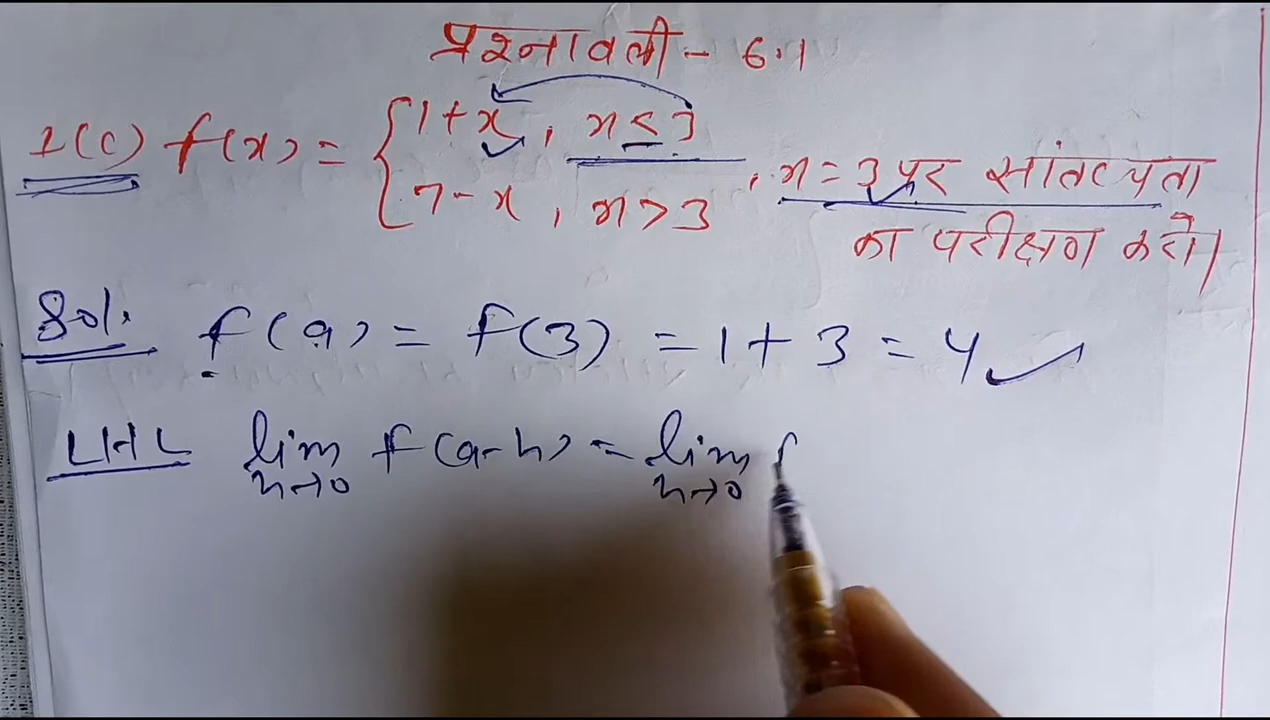 प्रश्नावली - 6.1
1(c) f(x) = { 1+x , x ≤ 3
7-x , x > 3 , x = 3 पर सांतत्यता
का परीक्षण करो।
Sol. f(a) = f(3) = 1+3 = 4
LHL lim f(a-h) = lim f
h→0 h→0